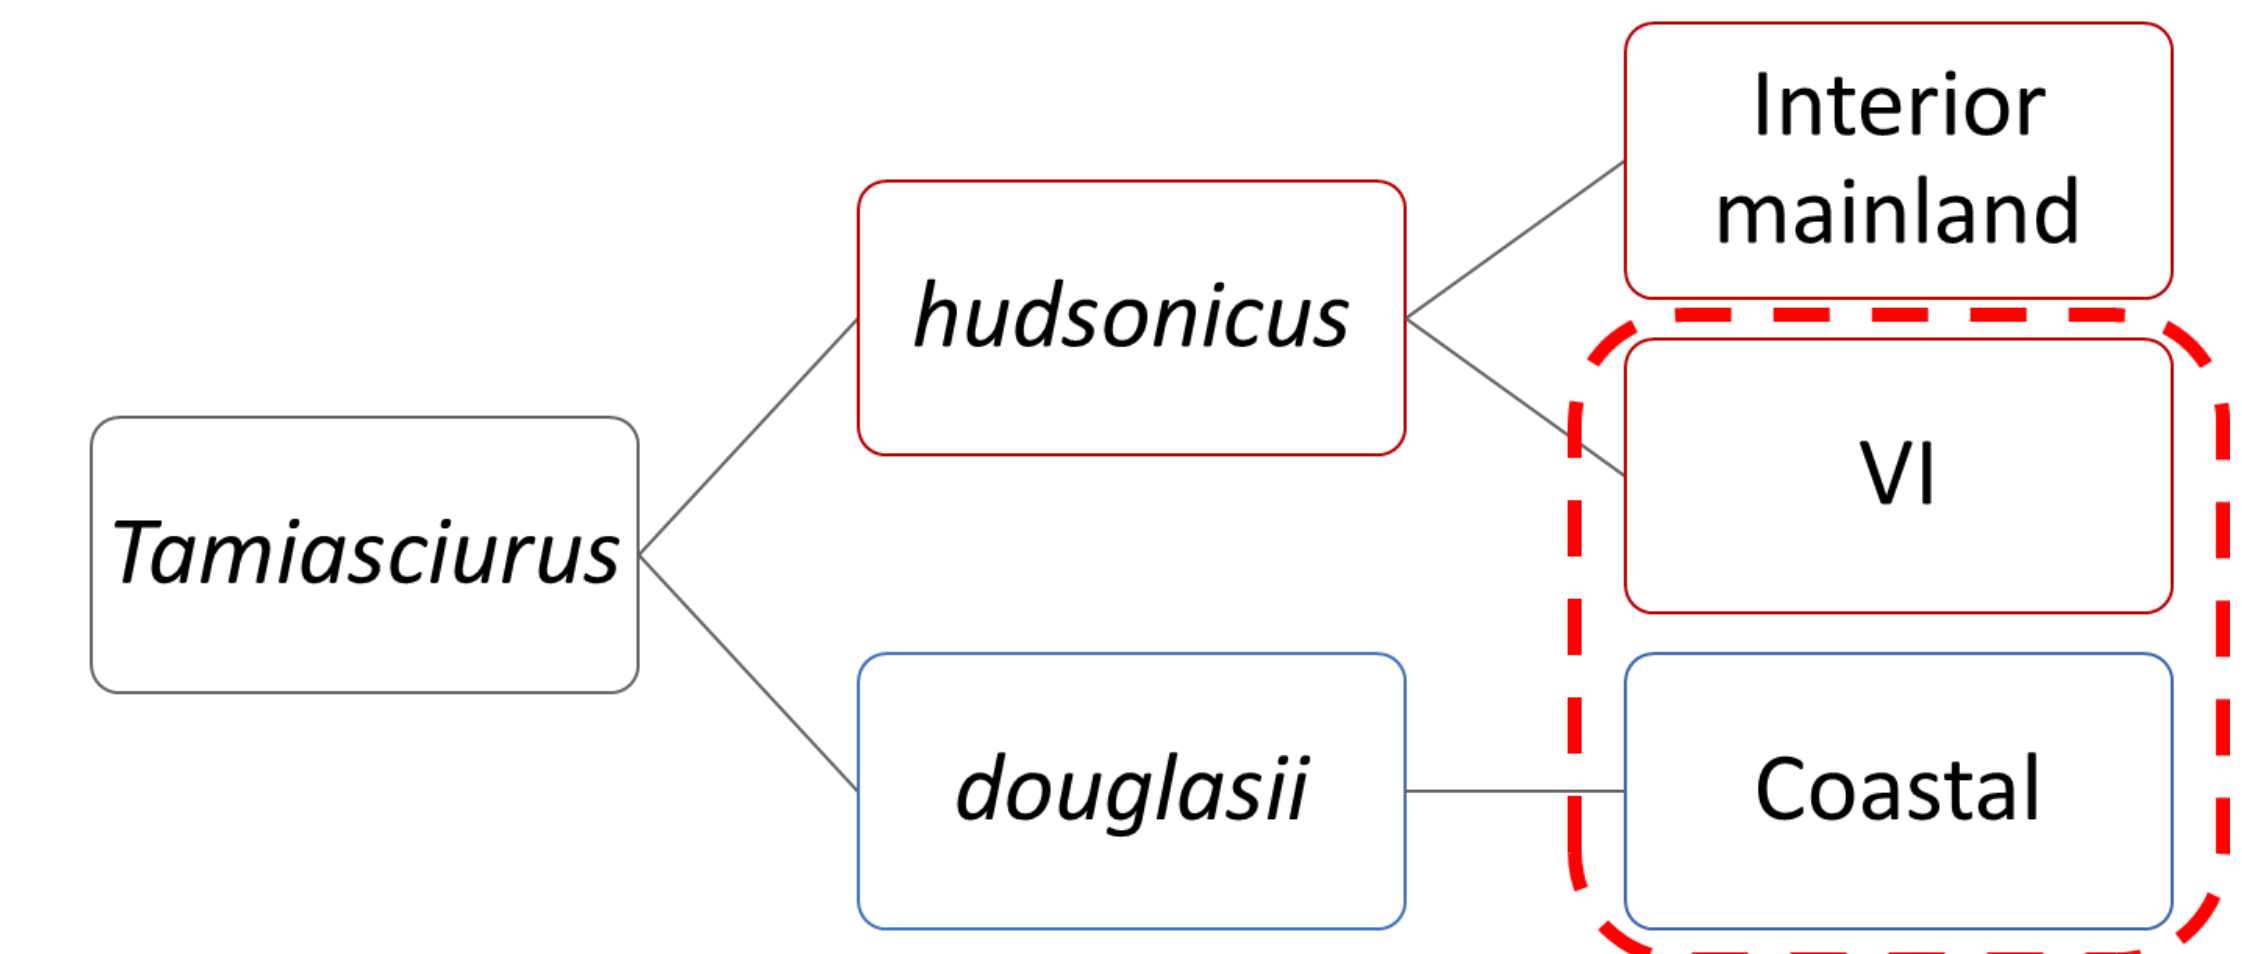 Interior
mainland
hudsonicus
VI
Tamiasciurus
douglasii
Coastal